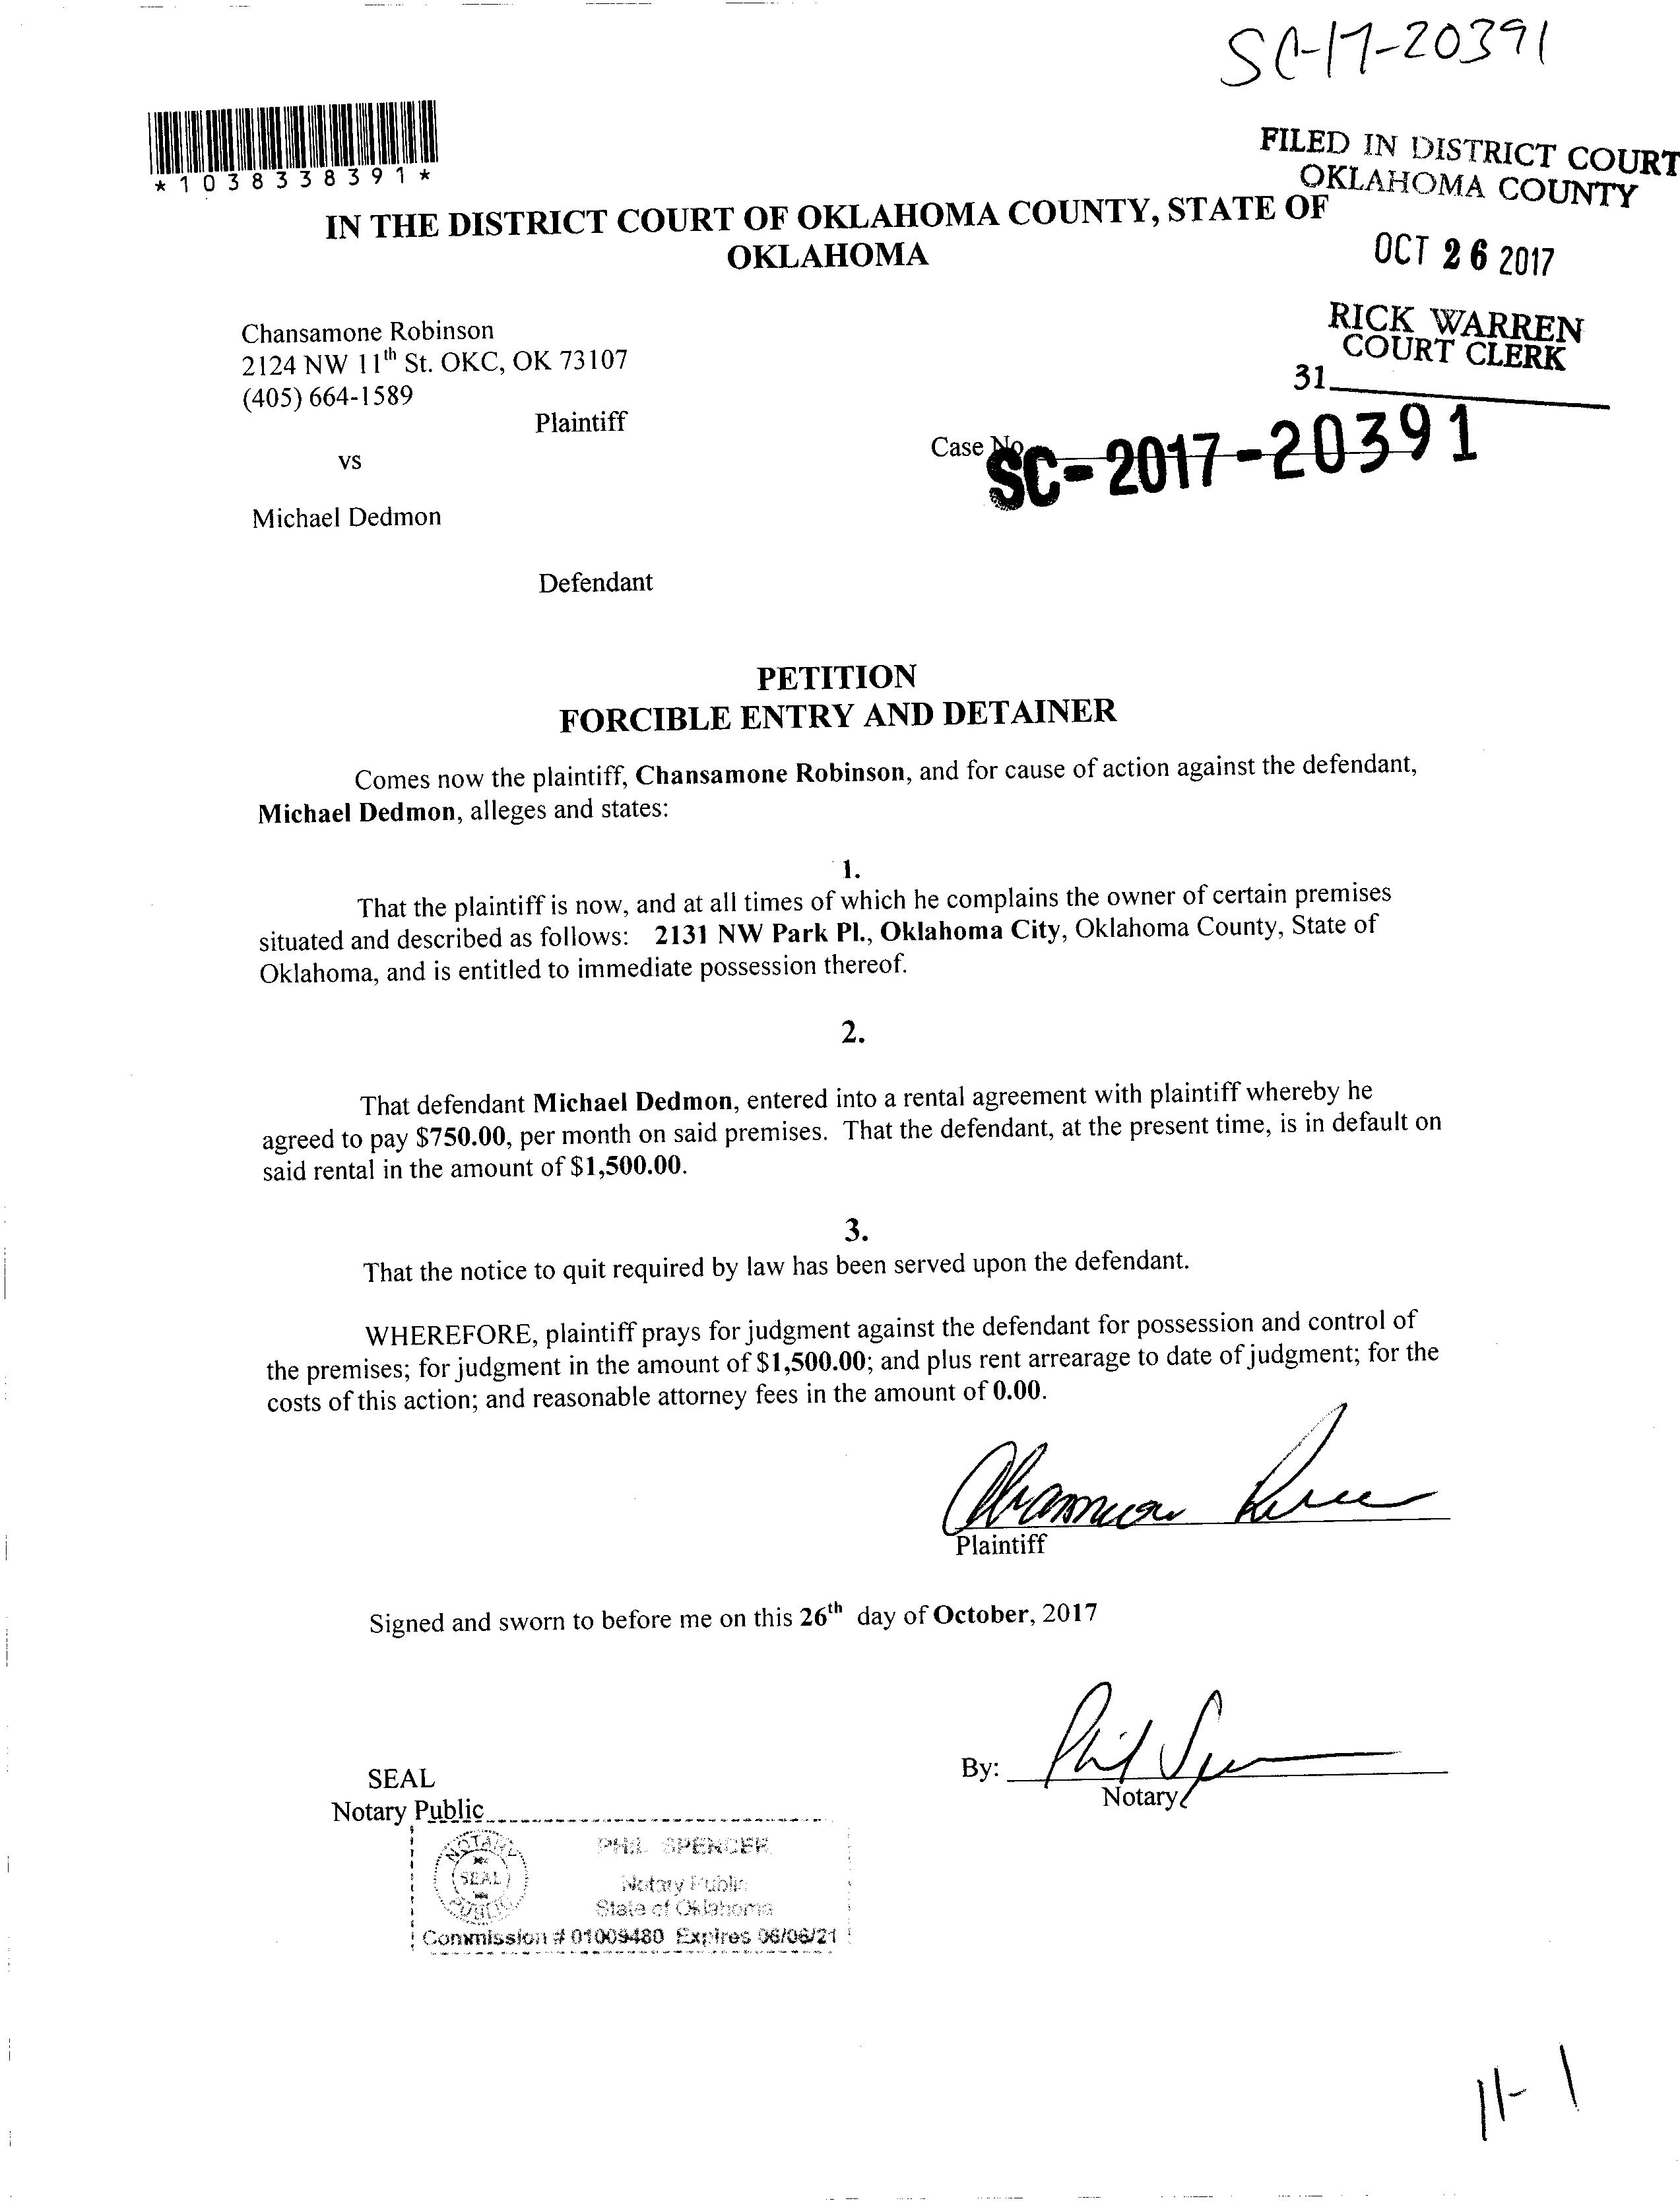 SC-17-20391
*1038338391*
FILED IN DISTRICT COURT
OKLAHOMA COUNTY
IN THE DISTRICT COURT OF OKLAHOMA COUNTY, STATE OF
OKLAHOMA
OCT 26 2017
RICK WARREN
COURT CLERK
31
Chansamone Robinson
2124 NW 11th St. OKC, OK 73107
(405) 664-1589
Plaintiff
vs
Case No. SC-2017-20391
Michael Dedmon
Defendant
PETITION
FORCIBLE ENTRY AND DETAINER
Comes now the plaintiff, Chansamone Robinson, and for cause of action against the defendant,
Michael Dedmon, alleges and states:
1.
That the plaintiff is now, and at all times of which he complains the owner of certain premises
situated and described as follows: 2131 NW Park Pl., Oklahoma City, Oklahoma County, State of
Oklahoma, and is entitled to immediate possession thereof.
2.
That defendant Michael Dedmon, entered into a rental agreement with plaintiff whereby he
agreed to pay $750.00, per month on said premises. That the defendant, at the present time, is in default on
said rental in the amount of $1,500.00.
3.
That the notice to quit required by law has been served upon the defendant.
WHEREFORE, plaintiff prays for judgment against the defendant for possession and control of
the premises; for judgment in the amount of $1,500.00; and plus rent arrearage to date of judgment; for the
costs of this action; and reasonable attorney fees in the amount of 0.00.
Plaintiff
Signed and sworn to before me on this 26th day of October, 2017
By: Phil
Notary
SEAL
Notary Public
NOTARY
SEAL
PUBLIC
PHIL SPENCER
Notary Public
State of Oklahoma
Commission # 01009480 Expires 06/06/21
11-1